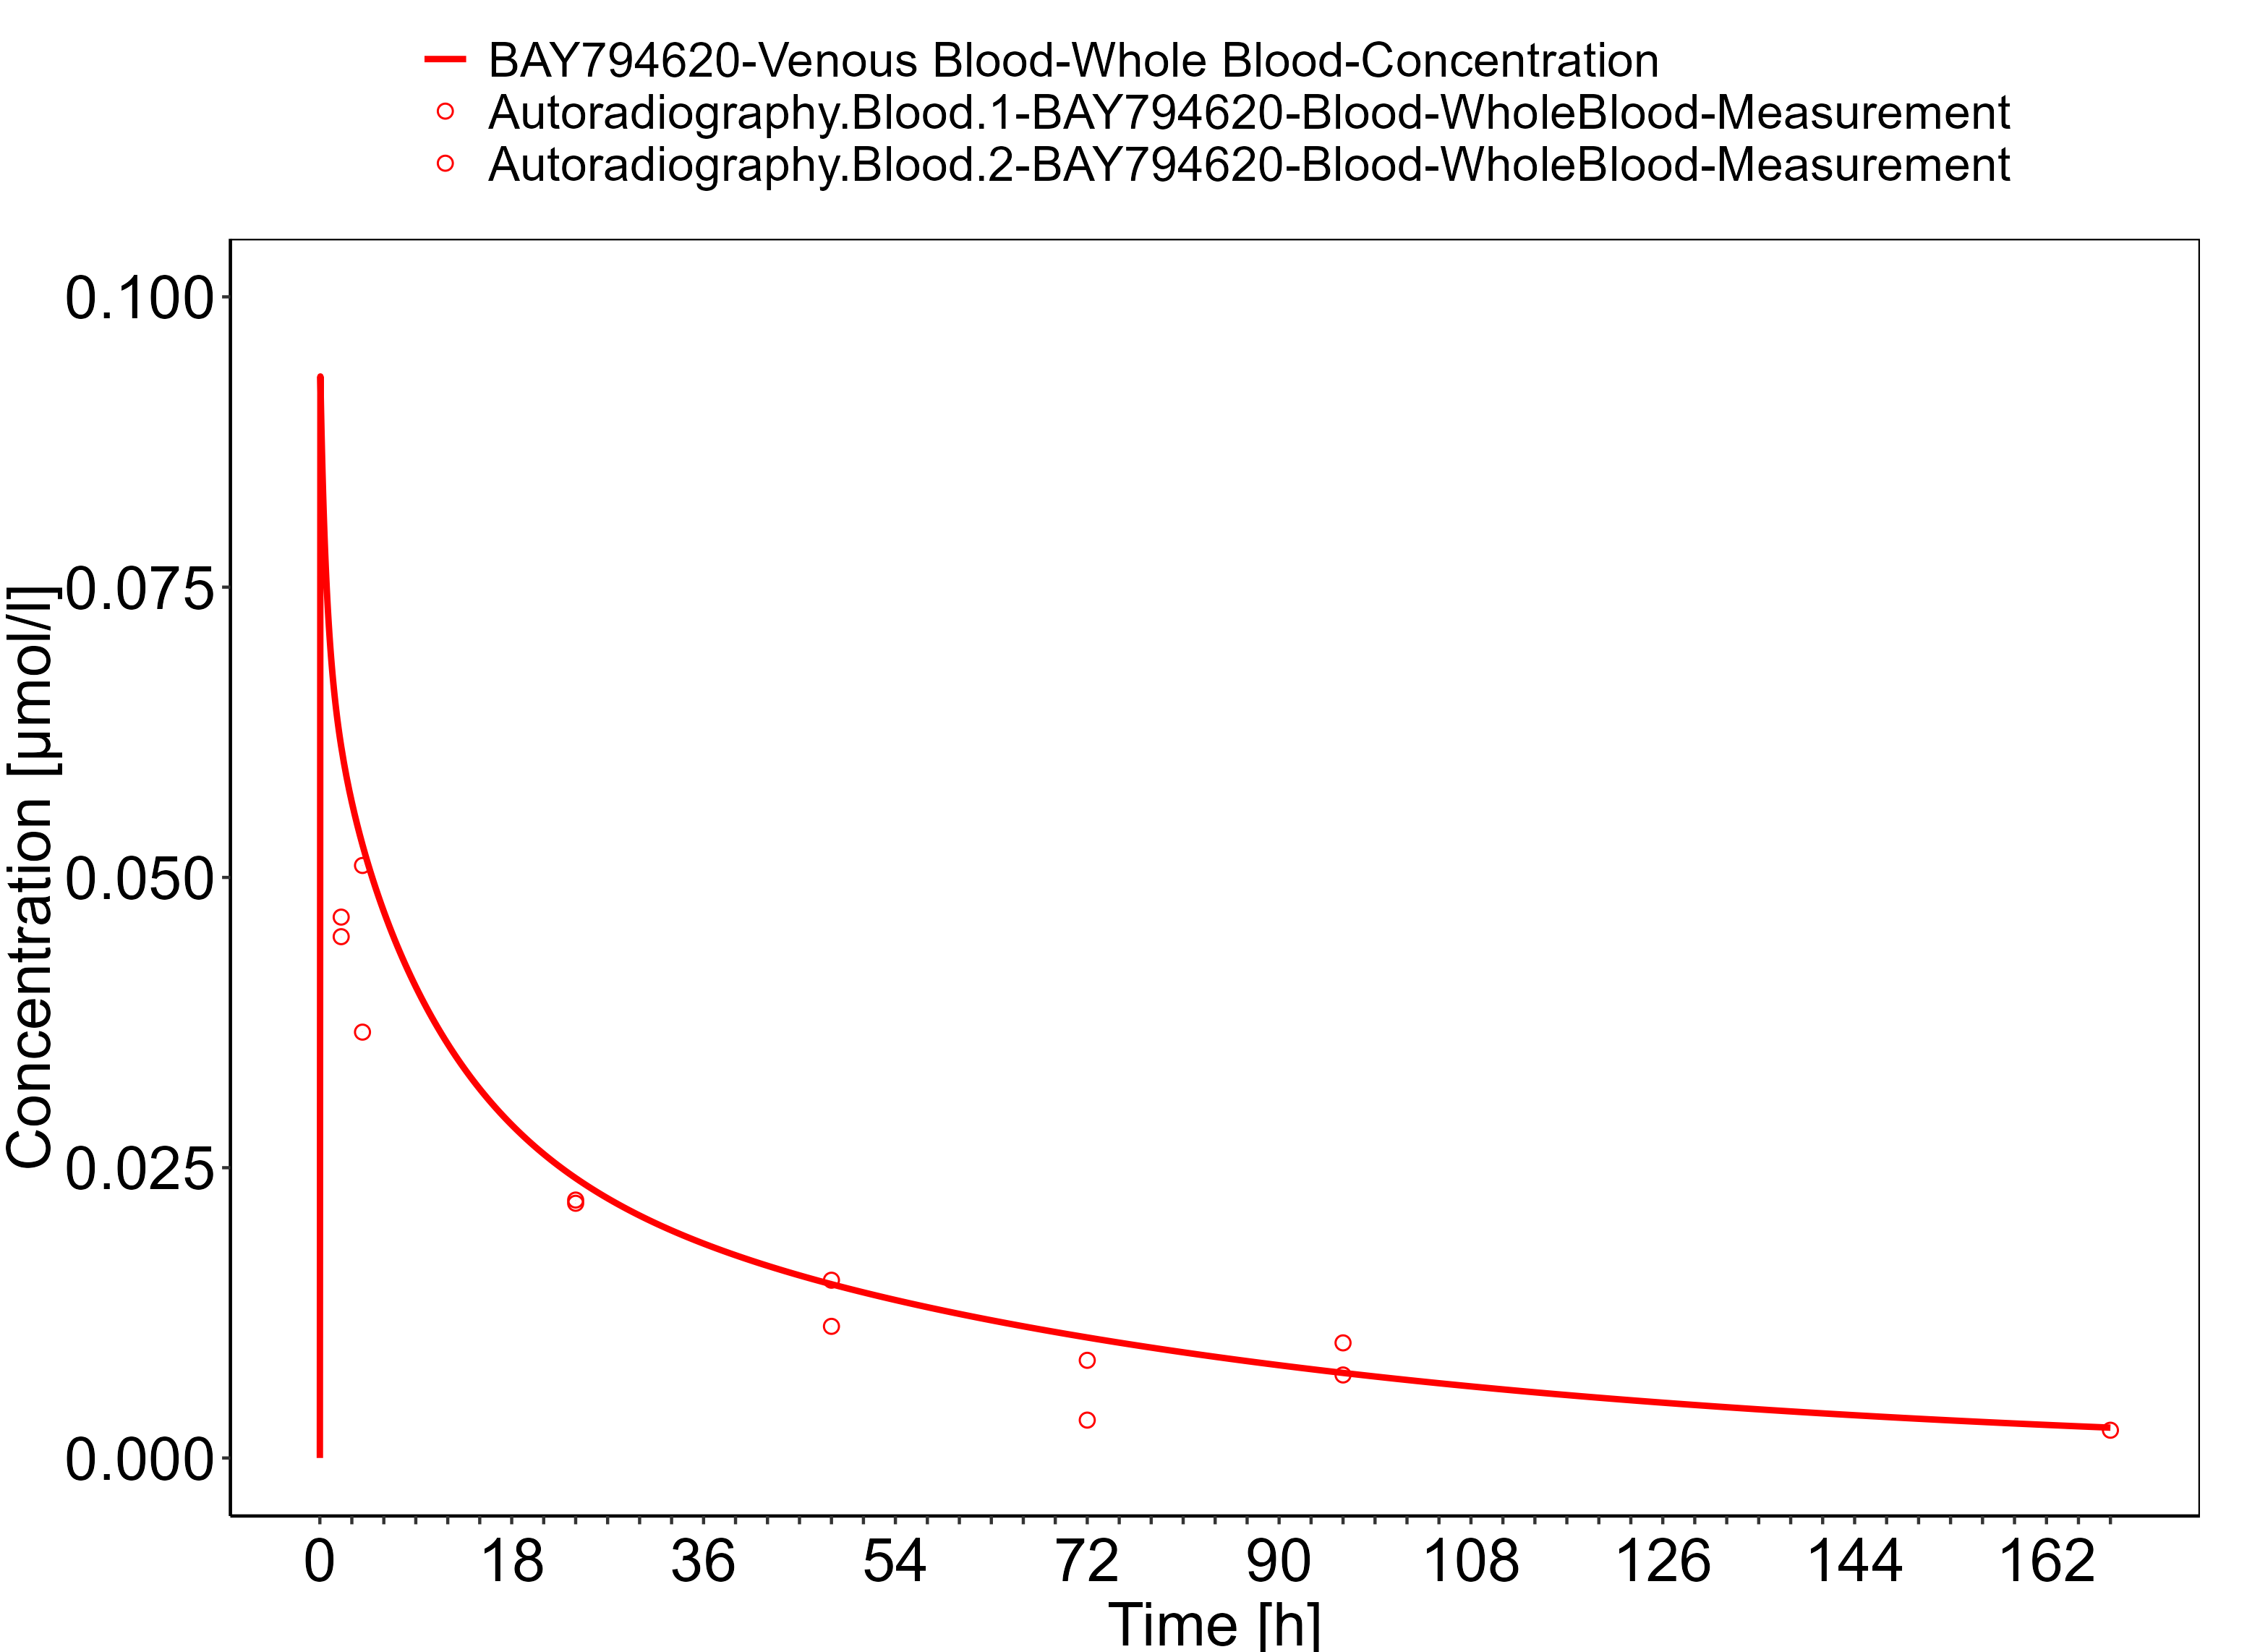 BAY794620-Venous Blood-Whole Blood-Concentration
Autoradiography.Blood.1-BAY794620-Blood-WholeBlood-Measurement
Autoradiography.Blood.2-BAY794620-Blood-WholeBlood-Measurement
0.100
0.075
0.050
0.025
0.000
Concentration [µmol/l]
0 18 36 54 72 90 108 126 144 162
Time [h]